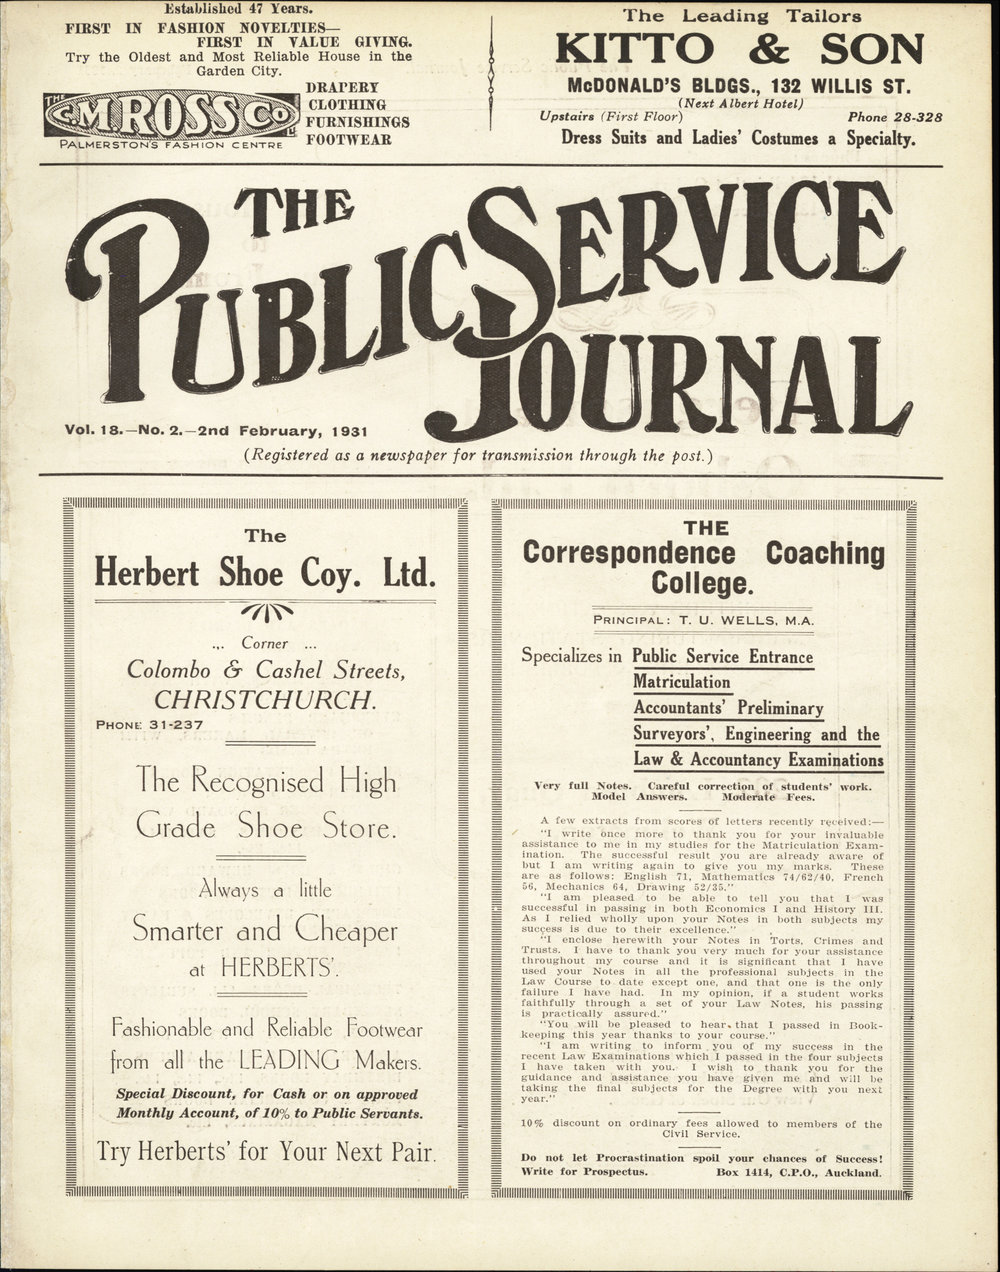 Established 47 Years.
FIRST IN FASHION NOVELTIES—
FIRST IN VALUE GIVING.
Try the Oldest and Most Reliable House in the
Garden City.
THE
C.M. ROSS Co Ltd
PALMERSTON'S FASHION CENTRE
DRAPERY
CLOTHING
FURNISHINGS
FOOTWEAR
The Leading Tailors
KITTO & SON
McDONALD'S BLDGS., 132 WILLIS ST.
(Next Albert Hotel)
Upstairs (First Floor) Phone 28-328
Dress Suits and Ladies' Costumes a Specialty.
THE
PUBLIC SERVICE
JOURNAL
Vol. 18.—No. 2.—2nd February, 1931
(Registered as a newspaper for transmission through the post.)
The
Herbert Shoe Coy. Ltd.
... Corner ...
Colombo & Cashel Streets,
CHRISTCHURCH.
PHONE 31-237
The Recognised High
Grade Shoe Store.
Always a little
Smarter and Cheaper
at HERBERTS'.
Fashionable and Reliable Footwear
from all the LEADING Makers.
Special Discount, for Cash or on approved
Monthly Account, of 10% to Public Servants.
Try Herberts' for Your Next Pair.
THE
Correspondence Coaching
College.
PRINCIPAL: T. U. WELLS, M.A.
Specializes in Public Service Entrance
Matriculation
Accountants' Preliminary
Surveyors', Engineering and the
Law & Accountancy Examinations
Very full Notes. Careful correction of students' work.
Model Answers. Moderate Fees.
A few extracts from scores of letters recently received:—
"I write once more to thank you for your invaluable
assistance to me in my studies for the Matriculation Exam-
ination. The successful result you are already aware of
but I am writing again to give you my marks. These
are as follows: English 71, Mathematics 74/62/40, French
56, Mechanics 64, Drawing 52/35."
"I am pleased to be able to tell you that I was
successful in passing in both Economics I and History III.
As I relied wholly upon your Notes in both subjects my
success is due to their excellence."
"I enclose herewith your Notes in Torts, Crimes and
Trusts. I have to thank you very much for your assistance
throughout my course and it is significant that I have
used your Notes in all the professional subjects in the
Law Course to date except one, and that one is the only
failure I have had. In my opinion, if a student works
faithfully through a set of your Law Notes, his passing
is practically assured."
"You will be pleased to hear that I passed in Book-
keeping this year thanks to your course."
"I am writing to inform you of my success in the
recent Law Examinations which I passed in the four subjects
I have taken with you. I wish to thank you for the
guidance and assistance you have given me and will be
taking the final subjects for the Degree with you next
year."
10% discount on ordinary fees allowed to members of the
Civil Service.
Do not let Procrastination spoil your chances of Success!
Write for Prospectus. Box 1414, C.P.O., Auckland.